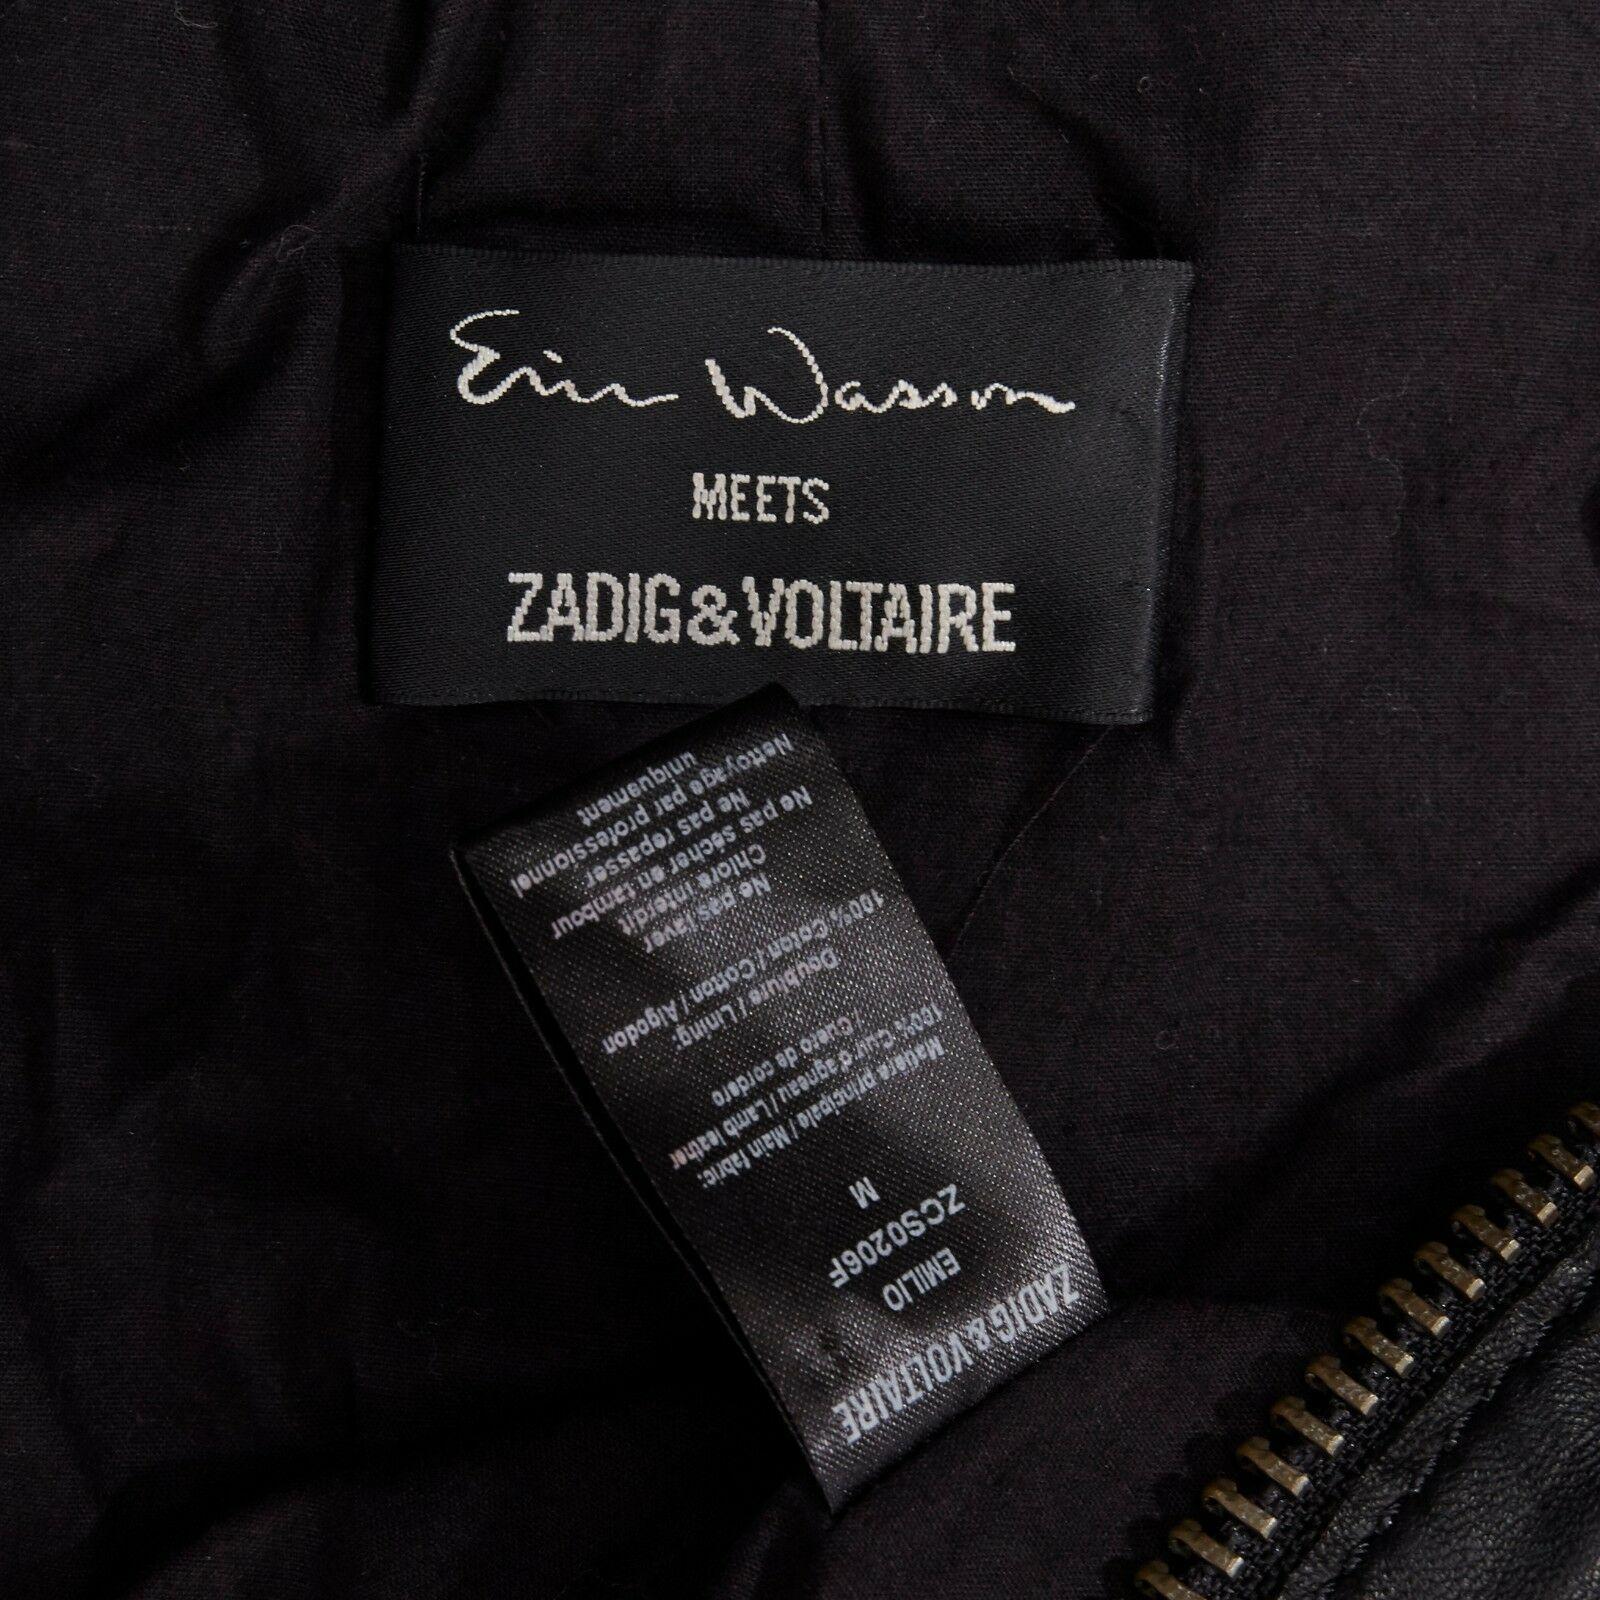 Erin Wasson
MEETS
ZADIG&VOLTAIRE
ZADIG&VOLTAIRE
EMILIO
ZCS0206F
M
Matière principale / Main fabric:
100% Cuir d'agneau / Lamb leather
/ Cuero de cordero
Doublure / Lining:
100% Coton / Cotton / Algodon
Ne pas laver
Chlore interdit
Ne pas sécher en tambour
Ne pas repasser
Nettoyage par professionnel
uniquement